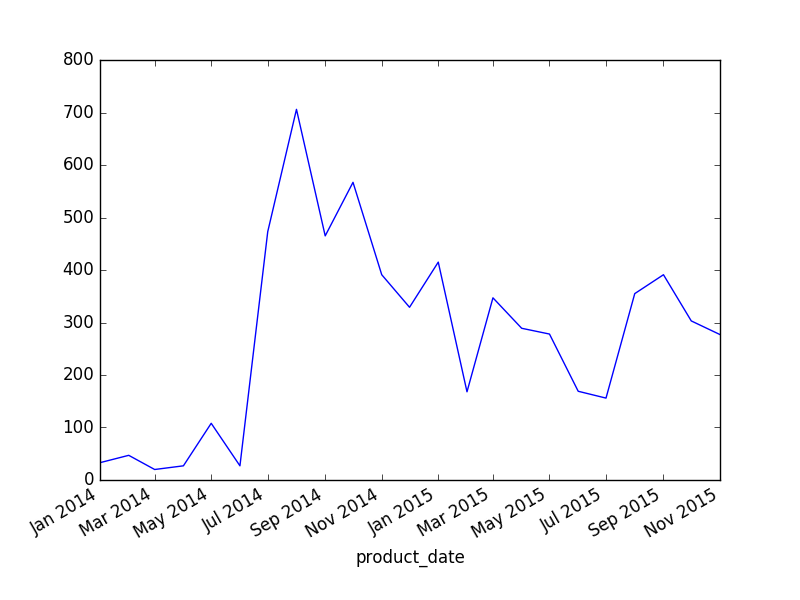 800
700
600
500
400
300
200
100
0
Jan 2014
Mar 2014
May 2014
Jul 2014
Sep 2014
Nov 2014
Jan 2015
Mar 2015
May 2015
Jul 2015
Sep 2015
Nov 2015
product_date